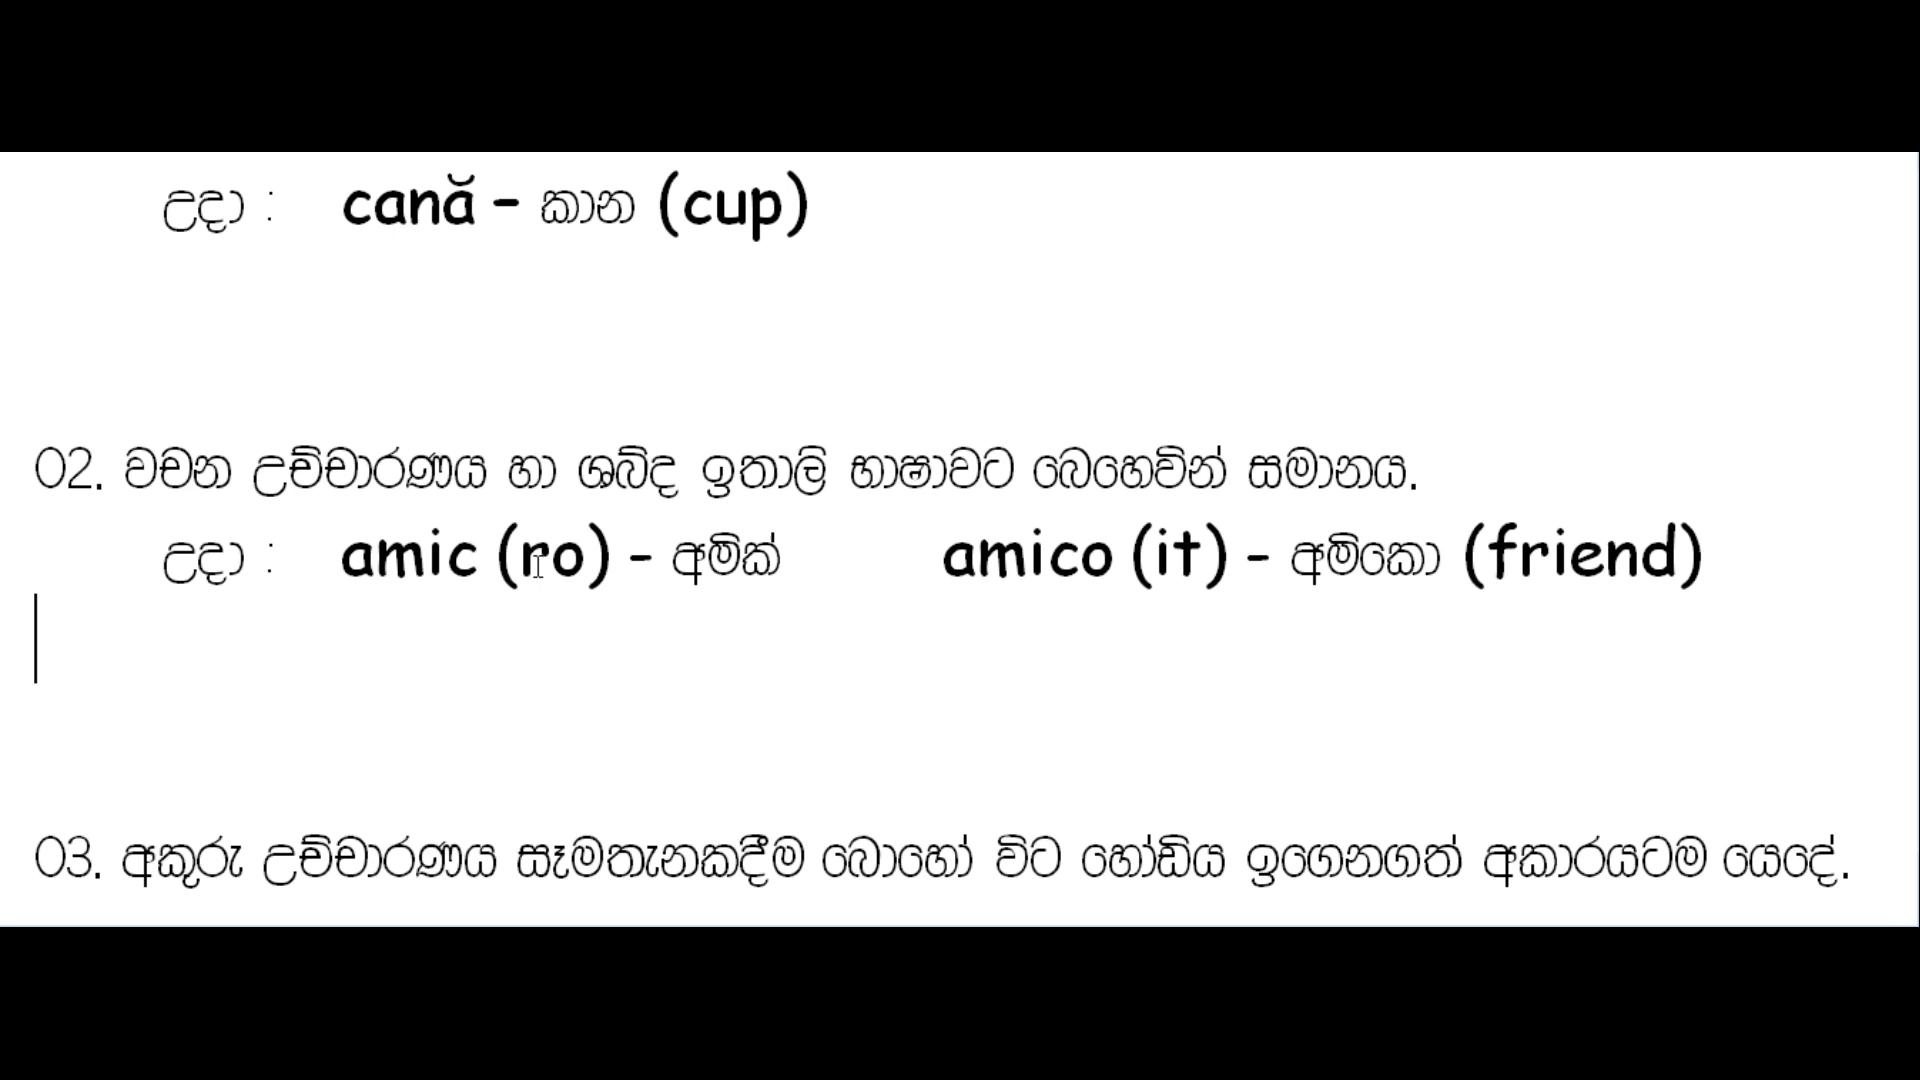 උදා : cană - කාන (cup)
02. වචන උච්චාරණය හා ශබ්ද ඉතාලි භාෂාවට බෙහෙවින් සමානය.
උදා : amic (ro) - අමික් amico (it) - අමිකො (friend)
03. අකුරු උච්චාරණය සෑමතැනකදීම බොහෝ විට හෝඩිය ඉගෙනගත් අකාරයටම යෙදේ.